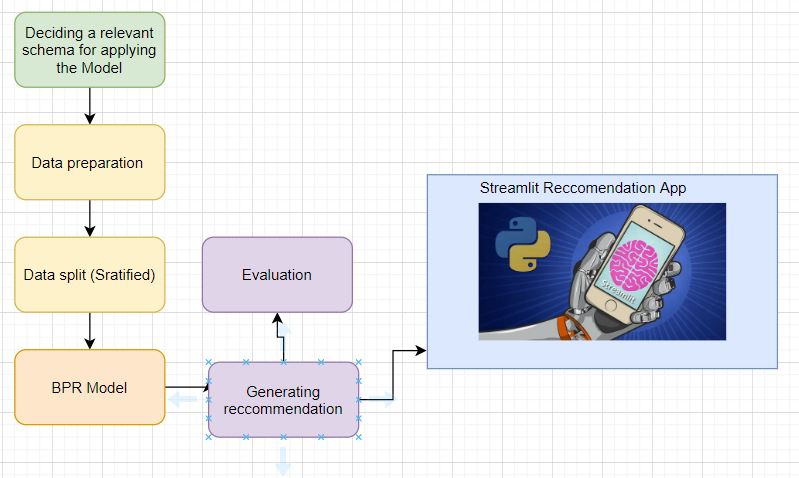 Deciding a relevant
schema for applying
the Model
Data preparation
Data split (Sratified)
BPR Model
Evaluation
Generating
reccommendation
Streamlit Reccomendation App
Streamlit